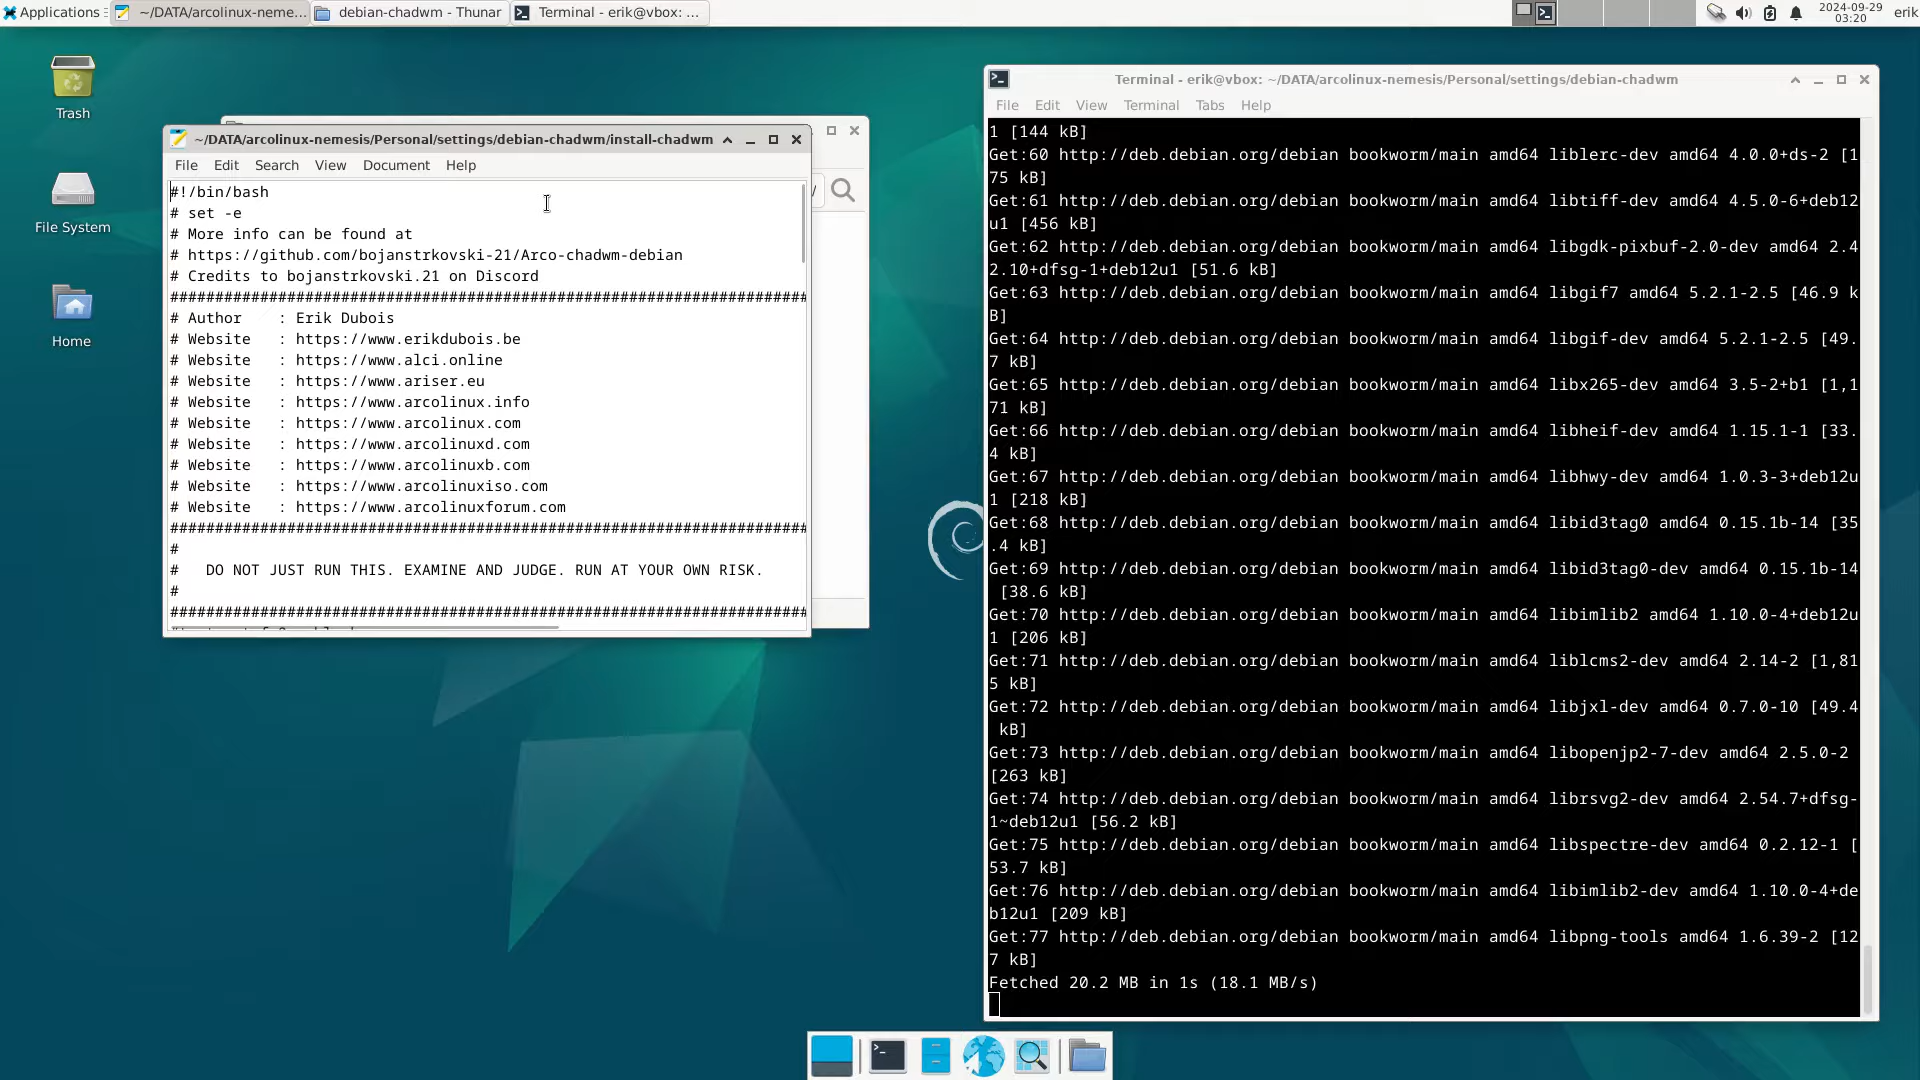 Applications
~/DATA/arcolinux-neme...
debian-chadwm - Thunar
Terminal - erik@vbox: ...
2024-09-29
03:20
erik
Trash
File System
Home
~/DATA/arcolinux-nemesis/Personal/settings/debian-chadwm/install-chadwm
File Edit Search View Document Help
#!/bin/bash
# set -e
# More info can be found at
# https://github.com/bojanstrkovski-21/Arco-chadwm-debian
# Credits to bojanstrkovski.21 on Discord
# Author    : Erik Dubois
# Website   : https://www.erikdubois.be
# Website   : https://www.alci.online
# Website   : https://www.ariser.eu
# Website   : https://www.arcolinux.info
# Website   : https://www.arcolinux.com
# Website   : https://www.arcolinuxd.com
# Website   : https://www.arcolinuxb.com
# Website   : https://www.arcolinuxiso.com
# Website   : https://www.arcolinuxforum.com
#
#   DO NOT JUST RUN THIS. EXAMINE AND JUDGE. RUN AT YOUR OWN RISK.
#
Terminal - erik@vbox: ~/DATA/arcolinux-nemesis/Personal/settings/debian-chadwm
File Edit View Terminal Tabs Help
1 [144 kB]
Get:60 http://deb.debian.org/debian bookworm/main amd64 liblerc-dev amd64 4.0.0+ds-2 [1
75 kB]
Get:61 http://deb.debian.org/debian bookworm/main amd64 libtiff-dev amd64 4.5.0-6+deb12
u1 [456 kB]
Get:62 http://deb.debian.org/debian bookworm/main amd64 libgdk-pixbuf-2.0-dev amd64 2.4
2.10+dfsg-1+deb12u1 [51.6 kB]
Get:63 http://deb.debian.org/debian bookworm/main amd64 libgif7 amd64 5.2.1-2.5 [46.9 k
B]
Get:64 http://deb.debian.org/debian bookworm/main amd64 libgif-dev amd64 5.2.1-2.5 [49.
7 kB]
Get:65 http://deb.debian.org/debian bookworm/main amd64 libx265-dev amd64 3.5-2+b1 [1,1
71 kB]
Get:66 http://deb.debian.org/debian bookworm/main amd64 libheif-dev amd64 1.15.1-1 [33.
4 kB]
Get:67 http://deb.debian.org/debian bookworm/main amd64 libhwy-dev amd64 1.0.3-3+deb12u
1 [218 kB]
Get:68 http://deb.debian.org/debian bookworm/main amd64 libid3tag0 amd64 0.15.1b-14 [35
.4 kB]
Get:69 http://deb.debian.org/debian bookworm/main amd64 libid3tag0-dev amd64 0.15.1b-14
 [38.6 kB]
Get:70 http://deb.debian.org/debian bookworm/main amd64 libimlib2 amd64 1.10.0-4+deb12u
1 [206 kB]
Get:71 http://deb.debian.org/debian bookworm/main amd64 liblcms2-dev amd64 2.14-2 [1,81
5 kB]
Get:72 http://deb.debian.org/debian bookworm/main amd64 libjxl-dev amd64 0.7.0-10 [49.4
 kB]
Get:73 http://deb.debian.org/debian bookworm/main amd64 libopenjp2-7-dev amd64 2.5.0-2
[263 kB]
Get:74 http://deb.debian.org/debian bookworm/main amd64 librsvg2-dev amd64 2.54.7+dfsg-
1~deb12u1 [56.2 kB]
Get:75 http://deb.debian.org/debian bookworm/main amd64 libspectre-dev amd64 0.2.12-1 [
53.7 kB]
Get:76 http://deb.debian.org/debian bookworm/main amd64 libimlib2-dev amd64 1.10.0-4+de
b12u1 [209 kB]
Get:77 http://deb.debian.org/debian bookworm/main amd64 libpng-tools amd64 1.6.39-2 [12
7 kB]
Fetched 20.2 MB in 1s (18.1 MB/s)